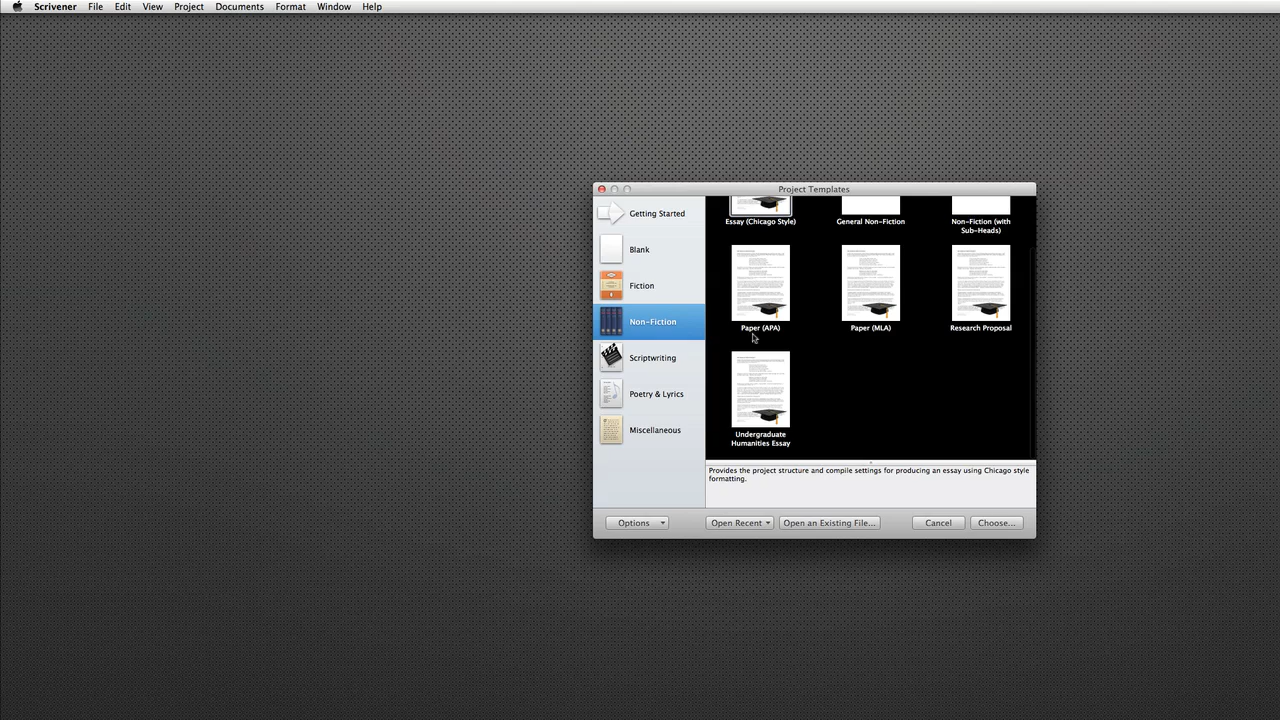 Scrivener File Edit View Project Documents Format Window Help
Project Templates
Getting Started
Blank
Fiction
Non-Fiction
Scriptwriting
Poetry & Lyrics
Miscellaneous
Essay (Chicago Style)
General Non-Fiction
Non-Fiction (with
Sub-Heads)
Paper (APA)
Paper (MLA)
Research Proposal
Undergraduate
Humanities Essay
Provides the project structure and compile settings for producing an essay using Chicago style
formatting.
Options
Open Recent
Open an Existing File...
Cancel
Choose...